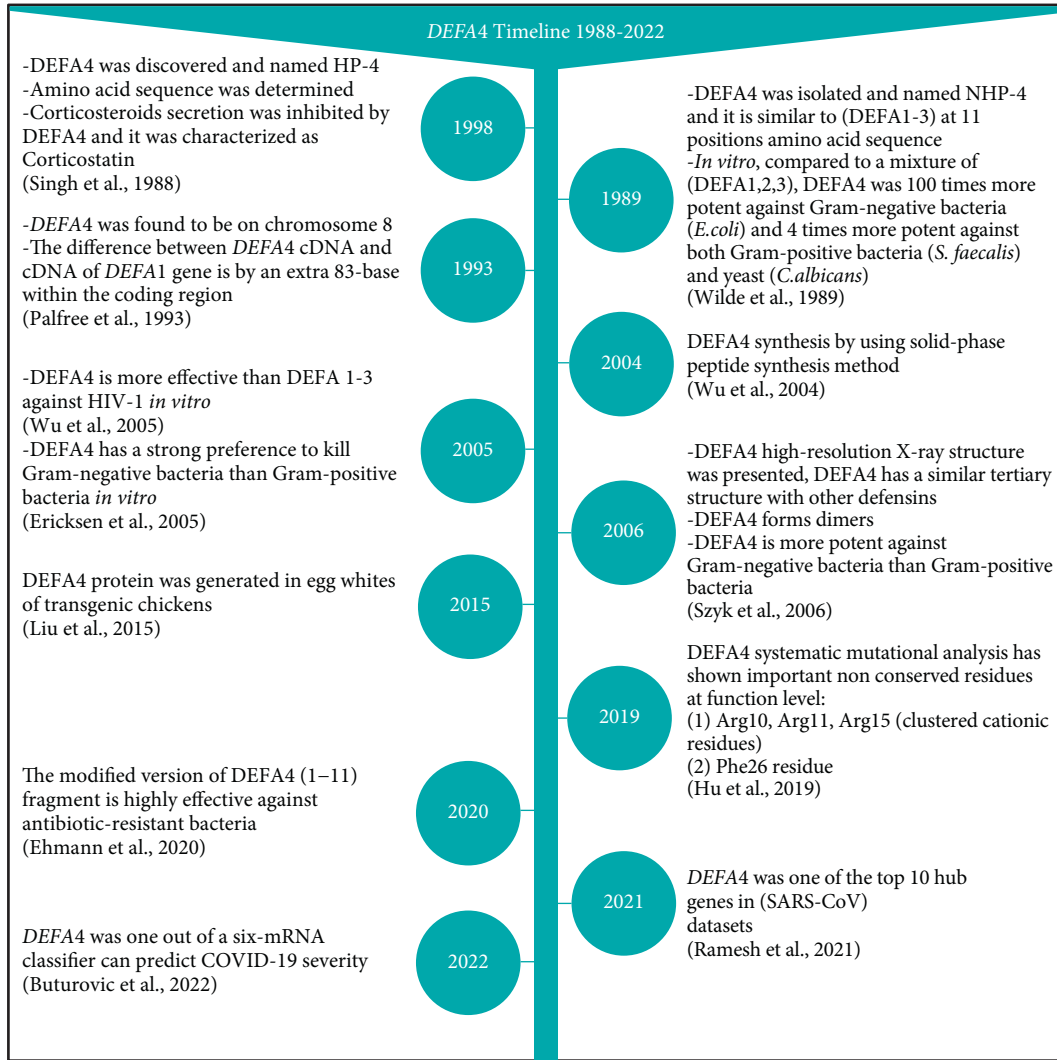 DEFA4 Timeline 1988-2022
-DEFA4 was discovered and named HP-4
-Amino acid sequence was determined
-Corticosteroids secretion was inhibited by
DEFA4 and it was characterized as
Corticostatin
(Singh et al., 1988)
1998
-DEFA4 was isolated and named NHP-4
and it is similar to (DEFA1-3) at 11
positions amino acid sequence
-In vitro, compared to a mixture of
(DEFA1,2,3), DEFA4 was 100 times more
potent against Gram-negative bacteria
(E.coli) and 4 times more potent against
both Gram-positive bacteria (S. faecalis)
and yeast (C.albicans)
(Wilde et al., 1989)
1989
-DEFA4 was found to be on chromosome 8
-The difference between DEFA4 cDNA and
cDNA of DEFA1 gene is by an extra 83-base
within the coding region
(Palfree et al., 1993)
1993
2004
DEFA4 synthesis by using solid-phase
peptide synthesis method
(Wu et al., 2004)
-DEFA4 is more effective than DEFA 1-3
against HIV-1 in vitro
(Wu et al., 2005)
-DEFA4 has a strong preference to kill
Gram-negative bacteria than Gram-positive
bacteria in vitro
(Ericksen et al., 2005)
2005
-DEFA4 high-resolution X-ray structure
was presented, DEFA4 has a similar tertiary
structure with other defensins
-DEFA4 forms dimers
-DEFA4 is more potent against
Gram-negative bacteria than Gram-positive
bacteria
(Szyk et al., 2006)
2006
DEFA4 protein was generated in egg whites
of transgenic chickens
(Liu et al., 2015)
2015
DEFA4 systematic mutational analysis has
shown important non conserved residues
at function level:
(1) Arg10, Arg11, Arg15 (clustered cationic
residues)
(2) Phe26 residue
(Hu et al., 2019)
2019
The modified version of DEFA4 (1−11)
fragment is highly effective against
antibiotic-resistant bacteria
(Ehmann et al., 2020)
2020
2021
DEFA4 was one of the top 10 hub
genes in (SARS-CoV)
datasets
(Ramesh et al., 2021)
DEFA4 was one out of a six-mRNA
classifier can predict COVID-19 severity
(Buturovic et al., 2022)
2022